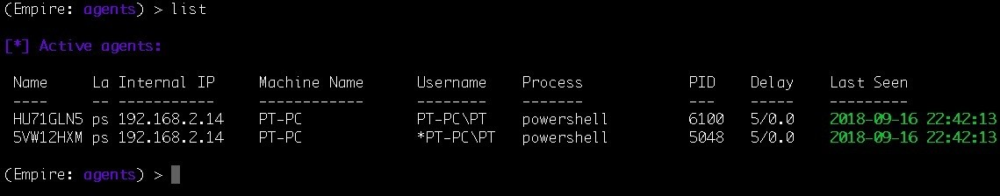 (Empire: agents) > list
[*] Active agents:
Name La Internal IP Machine Name Username Process PID Delay Last Seen
---- -- ----------- ------------ -------- ------- --- ----- ---------
HU71GLN5 ps 192.168.2.14 PT-PC PT-PC\PT powershell 6100 5/0.0 2018-09-16 22:42:13
5VW12HXM ps 192.168.2.14 PT-PC *PT-PC\PT powershell 5048 5/0.0 2018-09-16 22:42:13
(Empire: agents) >